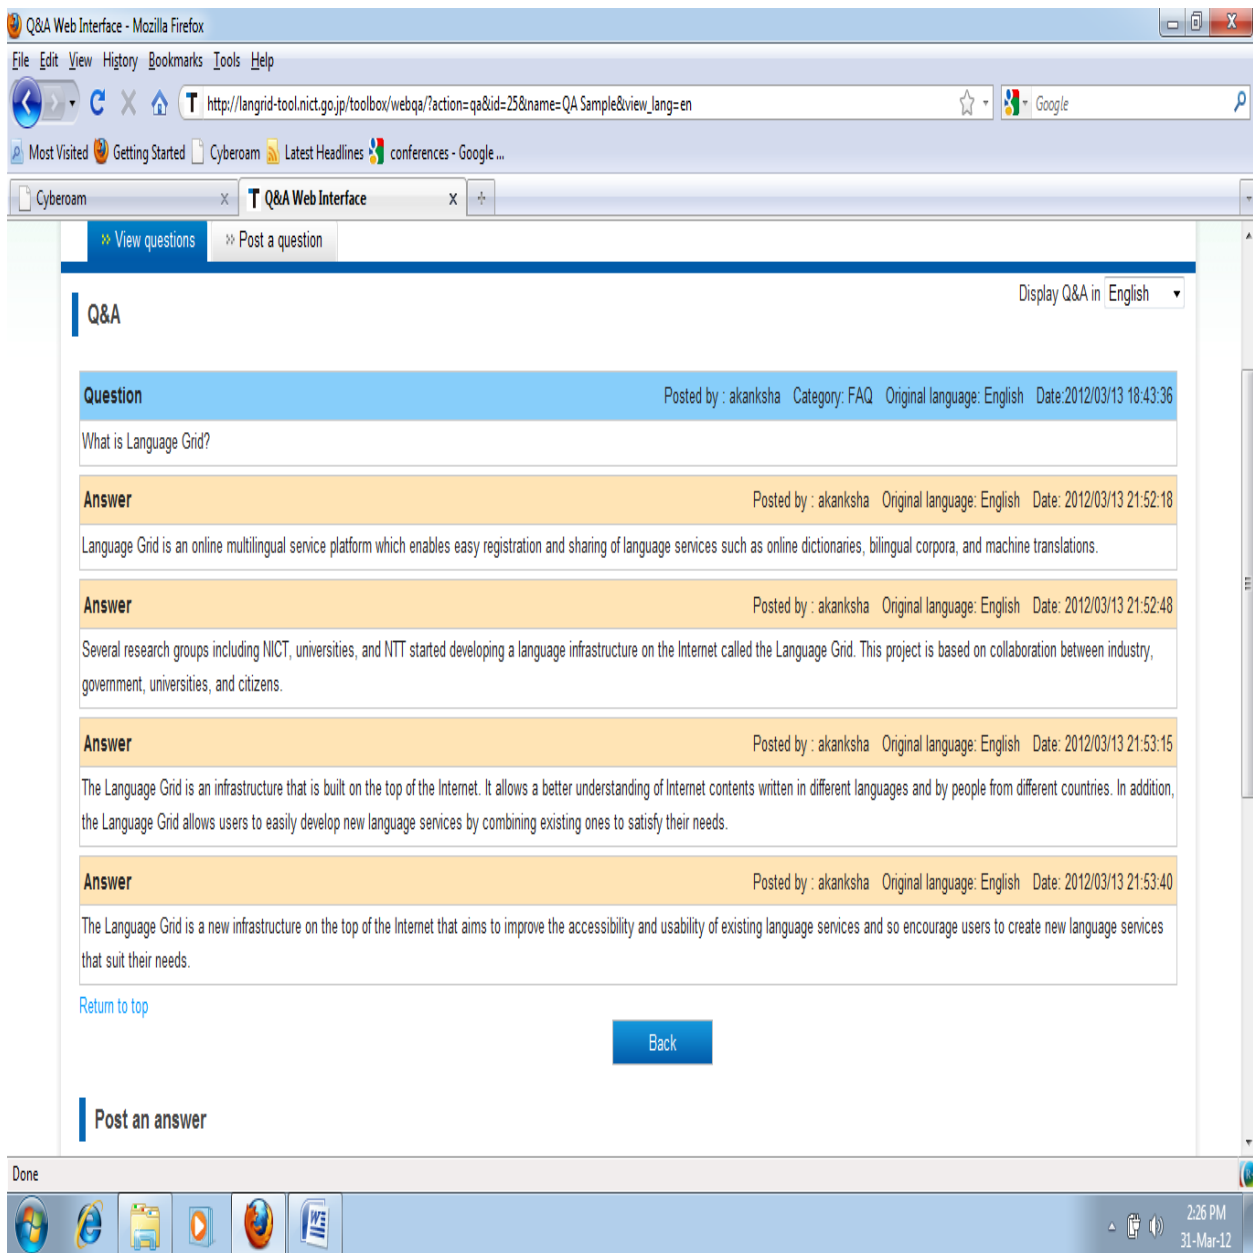 Q&A Web Interface - Mozilla Firefox
File Edit View History Bookmarks Tools Help
http://langrid-tool.nict.go.jp/toolbox/webqa/?action=qa&id=25&name=QA Sample&view_lang=en
Google
Most Visited Getting Started Cyberoam Latest Headlines conferences - Google ...
Cyberoam
Q&A Web Interface
View questions
Post a question
Display Q&A in English
Q&A
Question Posted by : akanksha Category: FAQ Original language: English Date:2012/03/13 18:43:36
What is Language Grid?
Answer Posted by : akanksha Original language: English Date: 2012/03/13 21:52:18
Language Grid is an online multilingual service platform which enables easy registration and sharing of language services such as online dictionaries, bilingual corpora, and machine translations.
Answer Posted by : akanksha Original language: English Date: 2012/03/13 21:52:48
Several research groups including NICT, universities, and NTT started developing a language infrastructure on the Internet called the Language Grid. This project is based on collaboration between industry,
government, universities, and citizens.
Answer Posted by : akanksha Original language: English Date: 2012/03/13 21:53:15
The Language Grid is an infrastructure that is built on the top of the Internet. It allows a better understanding of Internet contents written in different languages and by people from different countries. In addition,
the Language Grid allows users to easily develop new language services by combining existing ones to satisfy their needs.
Answer Posted by : akanksha Original language: English Date: 2012/03/13 21:53:40
The Language Grid is a new infrastructure on the top of the Internet that aims to improve the accessibility and usability of existing language services and so encourage users to create new language services
that suit their needs.
Return to top
Back
Post an answer
Done
2:26 PM
31-Mar-12